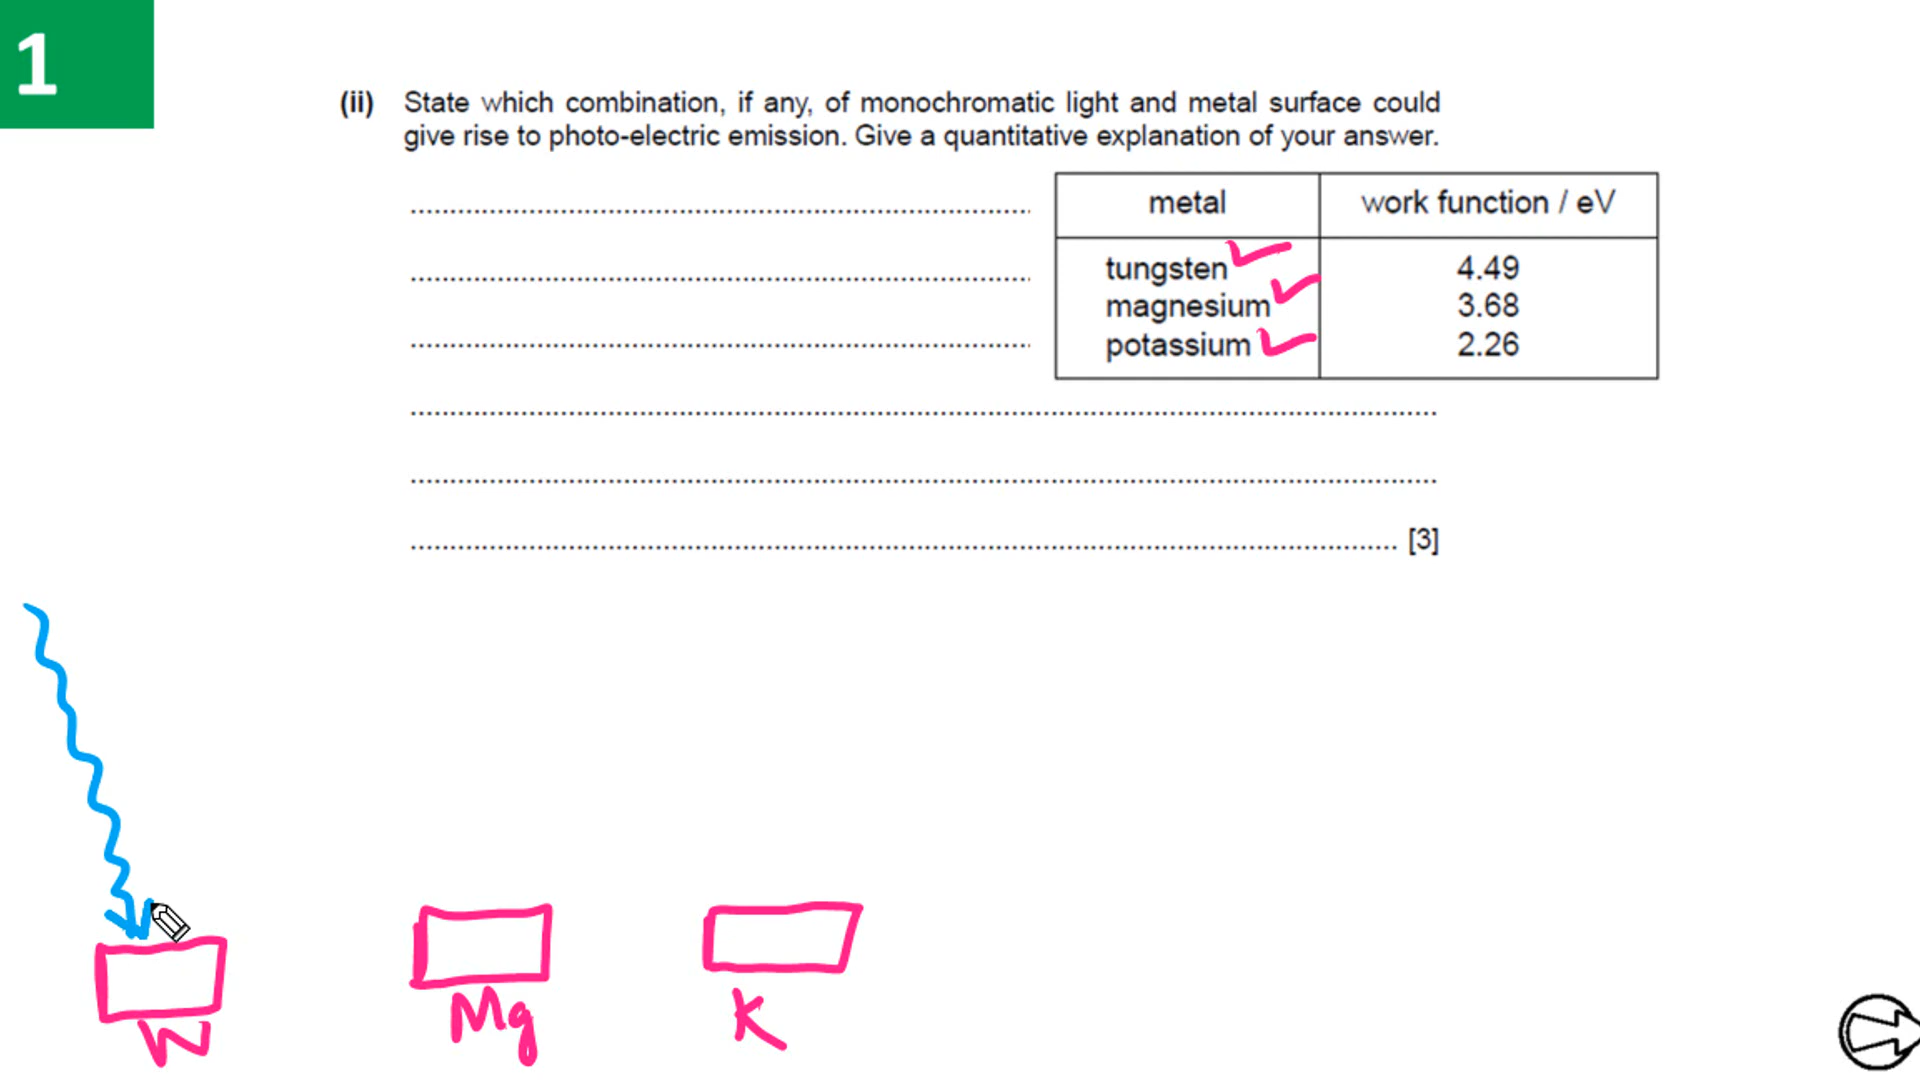 1
(ii) State which combination, if any, of monochromatic light and metal surface could
give rise to photo-electric emission. Give a quantitative explanation of your answer.
metal work function / eV
tungsten 4.49
magnesium 3.68
potassium 2.26
[3]
W Mg K